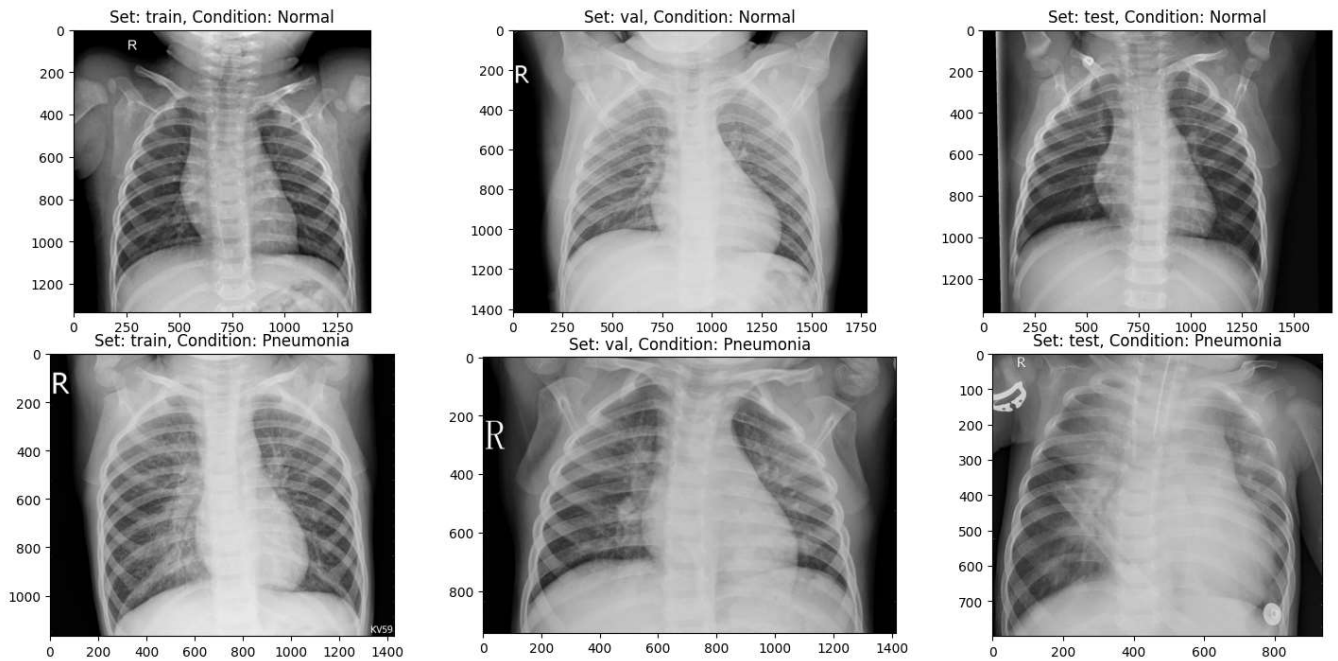 Set: train, Condition: Normal
Set: val, Condition: Normal
Set: test, Condition: Normal
0
200
400
600
800
1000
1200
R
0 250 500 750 1000 1250
0
200
400
600
800
1000
1200
1400
R
0 250 500 750 1000 1250 1500 1750
0
200
400
600
800
1000
1200
0 250 500 750 1000 1250 1500
Set: train, Condition: Pneumonia
Set: val, Condition: Pneumonia
Set: test, Condition: Pneumonia
0
200
400
600
800
1000
R
KV59
0 200 400 600 800 1000 1200 1400
0
200
400
600
800
R
0 200 400 600 800 1000 1200 1400
0
100
200
300
400
500
600
700
R
0 200 400 600 800